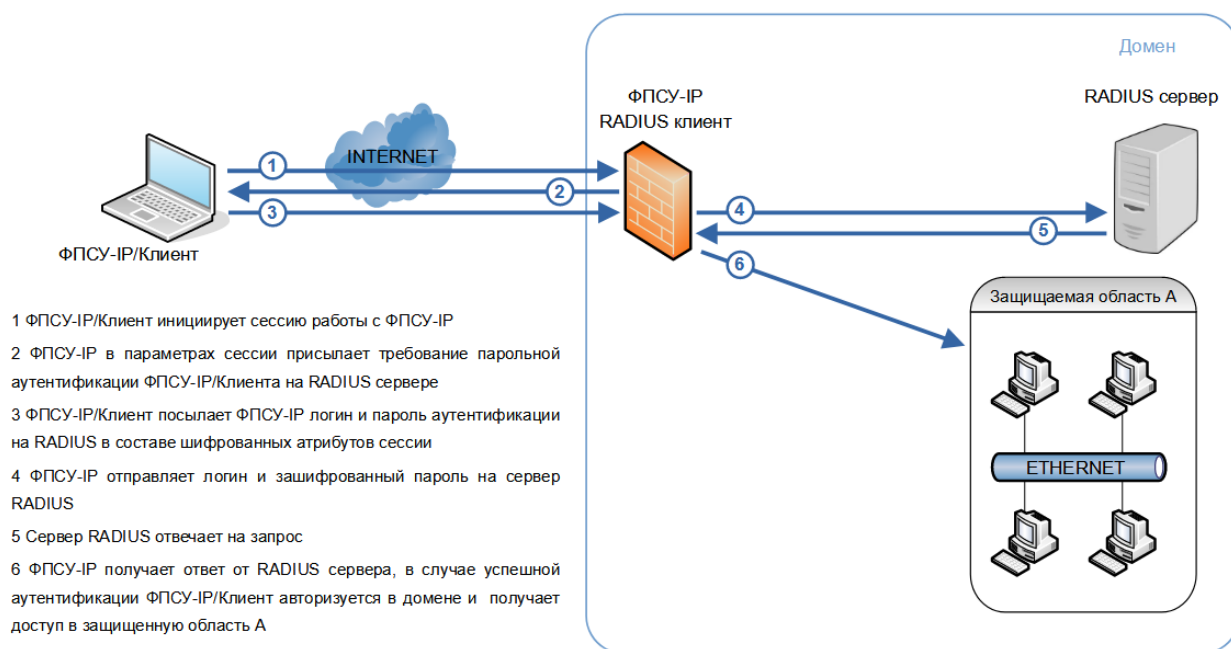 Домен
ФПСУ-IP
RADIUS клиент
RADIUS сервер
INTERNET
1
2
3
4
5
6
ФПСУ-IP/Клиент
Защищаемая область А
ETHERNET
1 ФПСУ-IP/Клиент инициирует сессию работы с ФПСУ-IP
2 ФПСУ-IP в параметрах сессии присылает требование парольной
аутентификации ФПСУ-IP/Клиента на RADIUS сервере
3 ФПСУ-IP/Клиент посылает ФПСУ-IP логин и пароль аутентификации
на RADIUS в составе шифрованных атрибутов сессии
4 ФПСУ-IP отправляет логин и зашифрованный пароль на сервер
RADIUS
5 Сервер RADIUS отвечает на запрос
6 ФПСУ-IP получает ответ от RADIUS сервера, в случае успешной
аутентификации ФПСУ-IP/Клиент авторизуется в домене и получает
доступ в защищенную область А